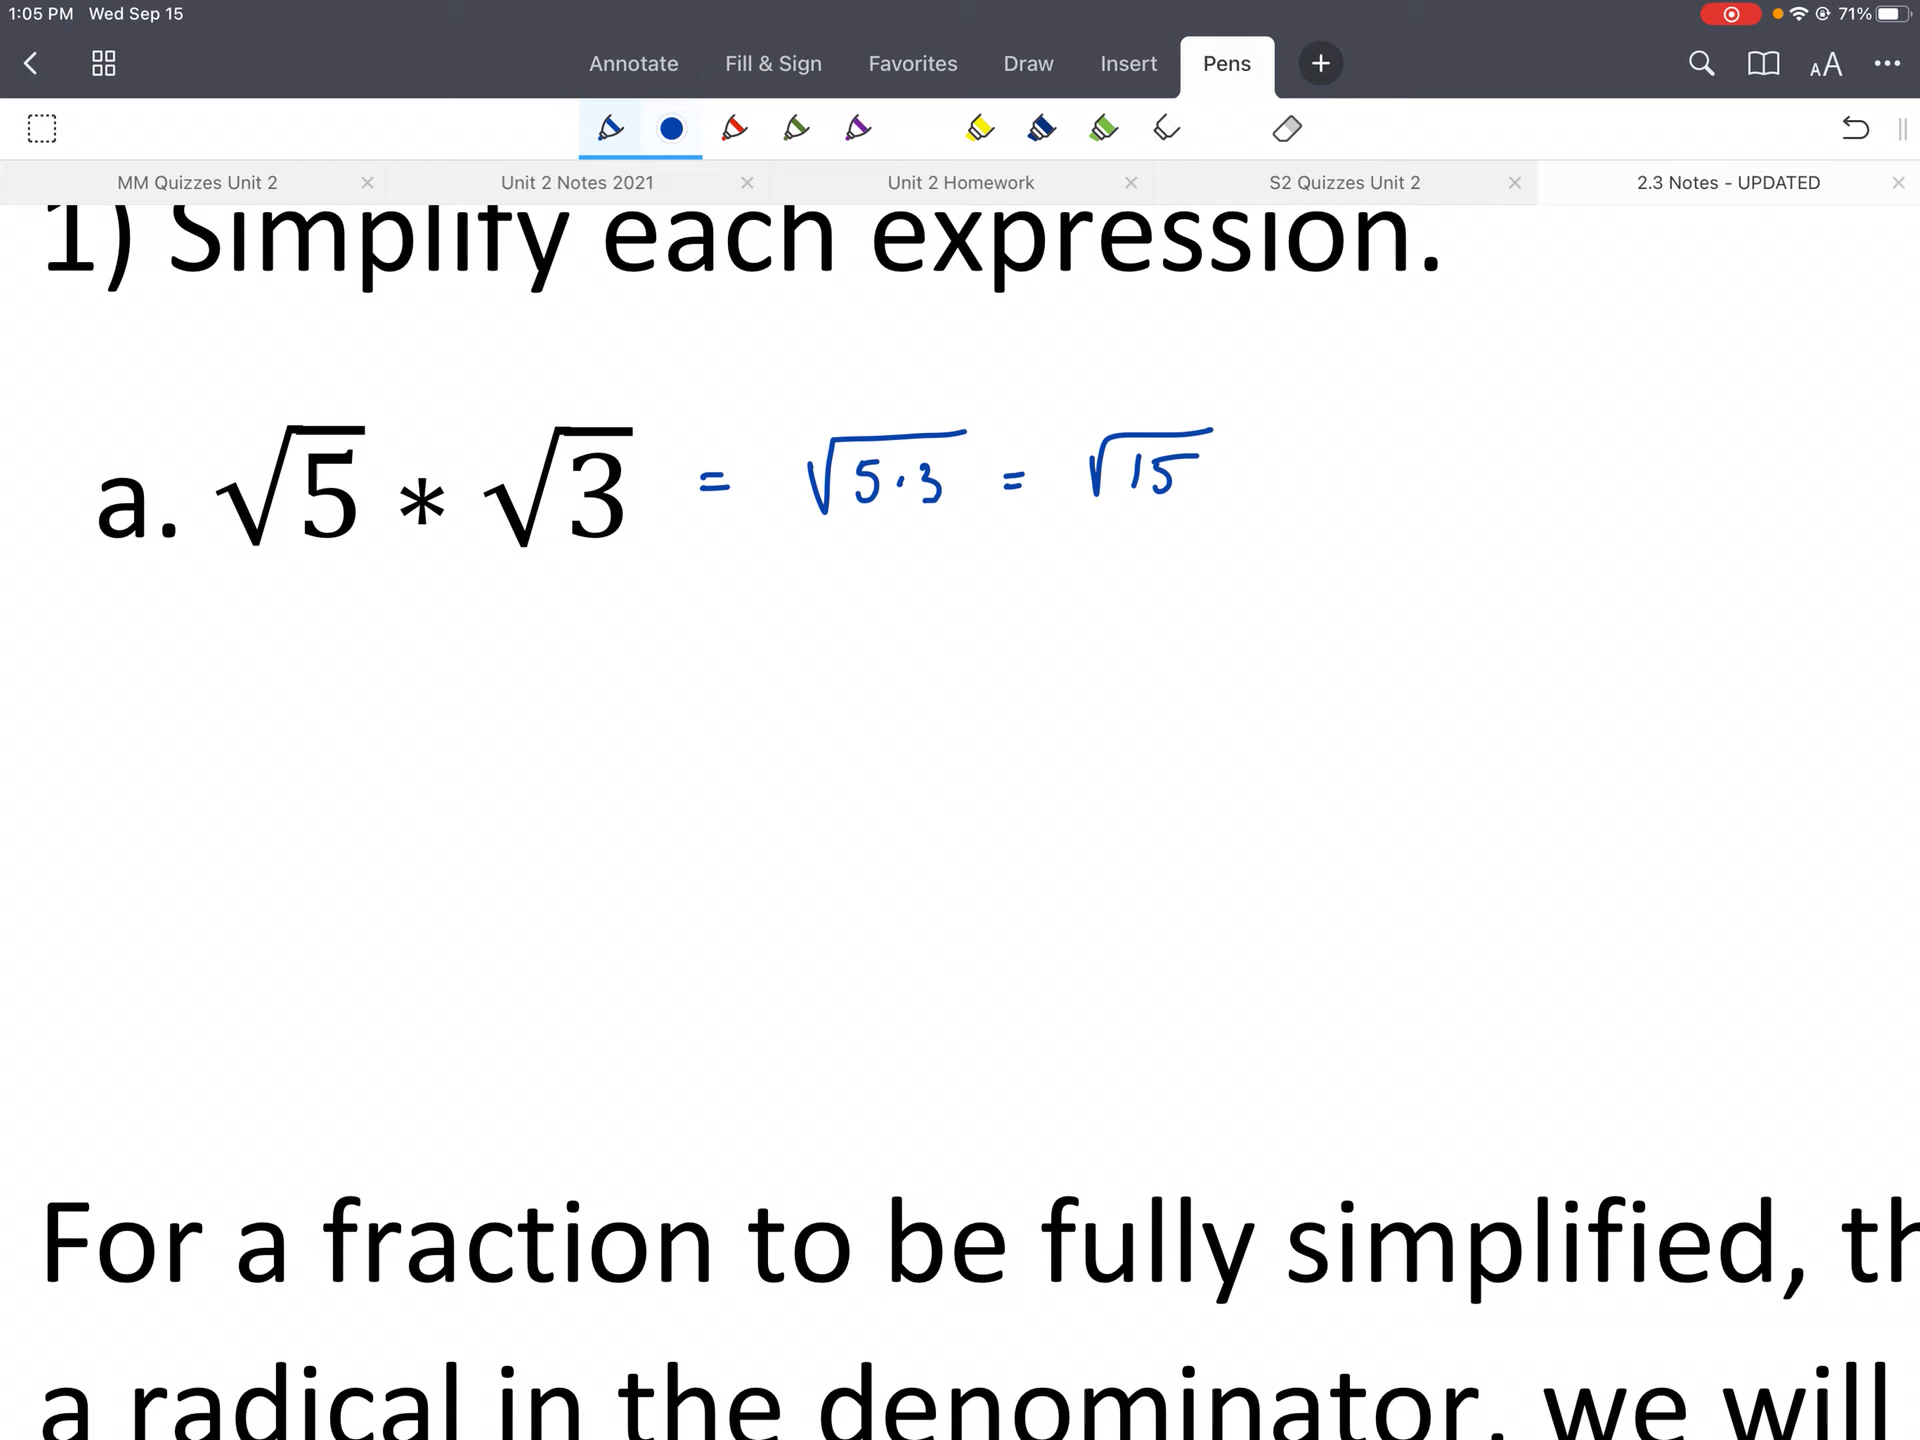 1:05 PM Wed Sep 15 71%
Annotate Fill & Sign Favorites Draw Insert Pens +
AA
MM Quizzes Unit 2 × Unit 2 Notes 2021 × Unit 2 Homework × S2 Quizzes Unit 2 × 2.3 Notes - UPDATED ×
1) Simplify each expression.
a. √5 * √3 = √5·3 = √15
For a fraction to be fully simplified, th
a radical in the denominator, we will